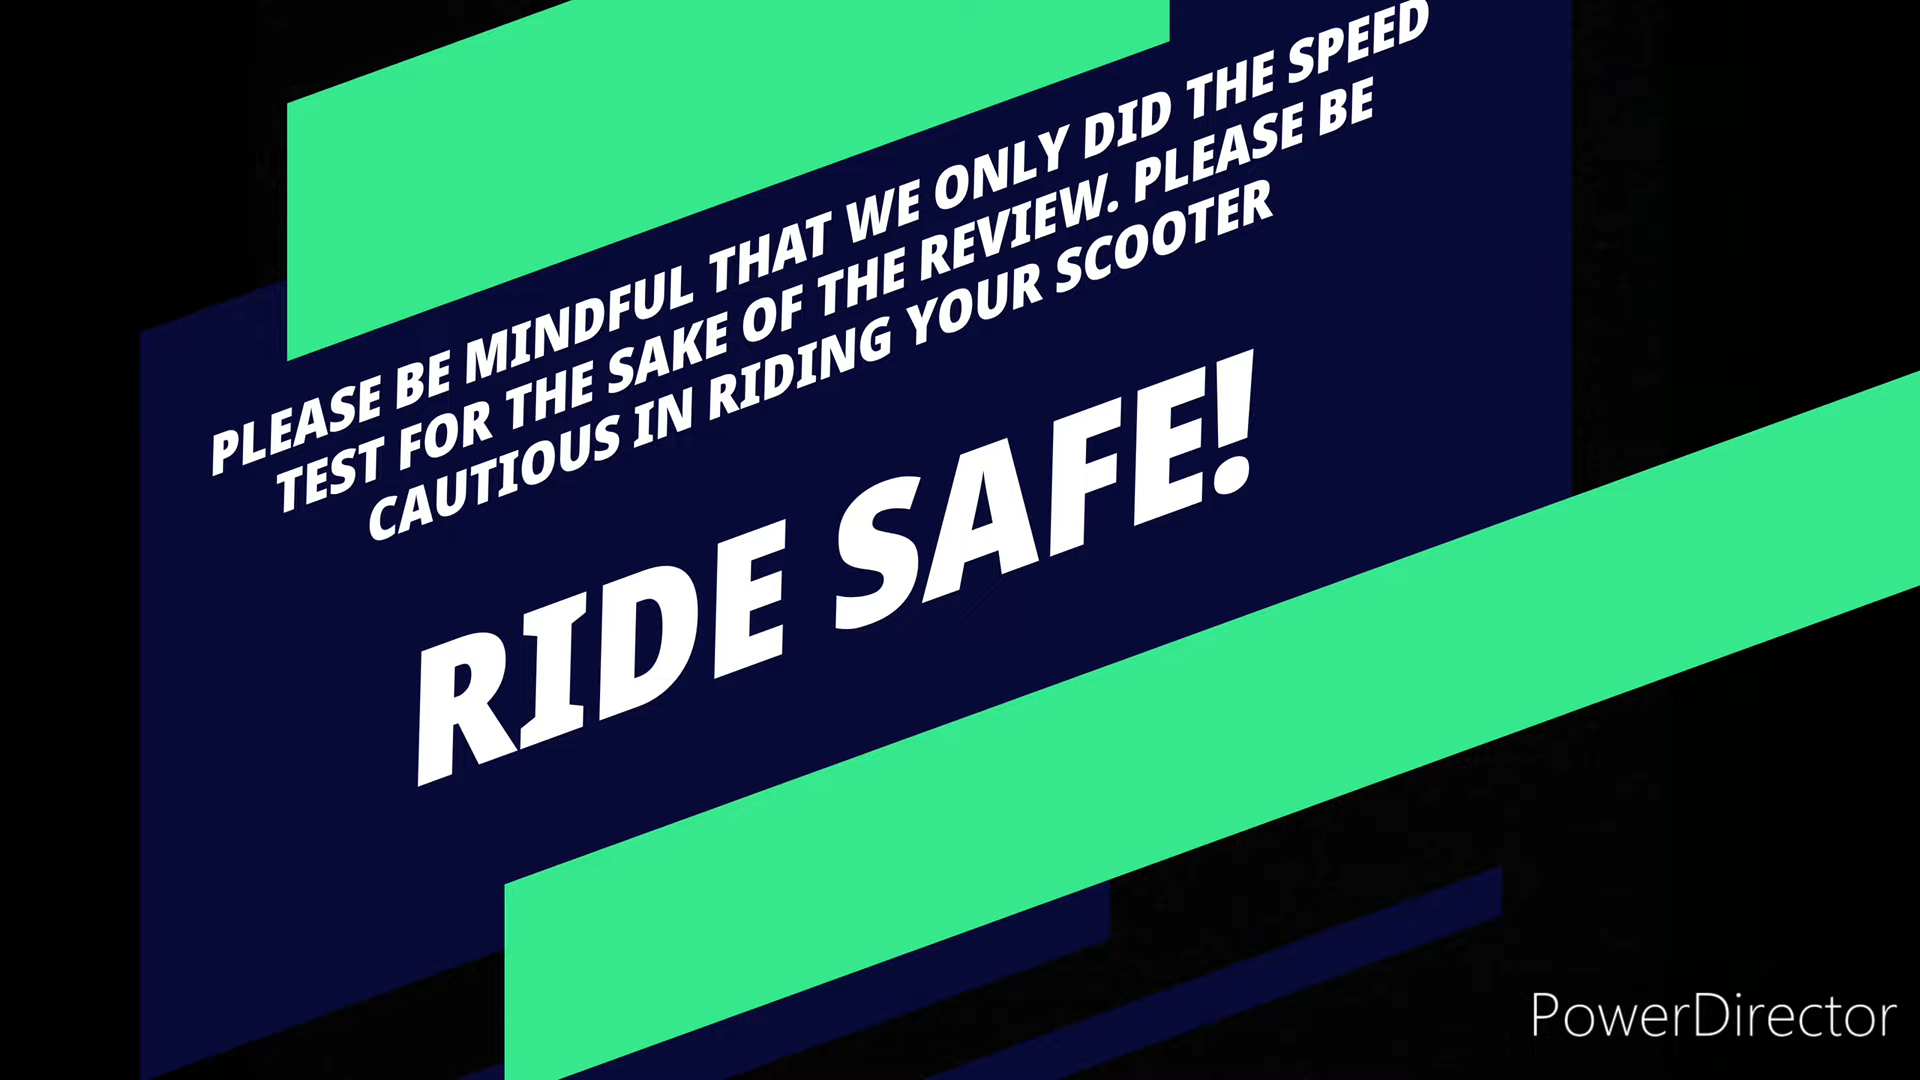 PLEASE BE MINDFUL THAT WE ONLY DID THE SPEED
TEST FOR THE SAKE OF THE REVIEW. PLEASE BE
CAUTIOUS IN RIDING YOUR SCOOTER
RIDE SAFE!
PowerDirector